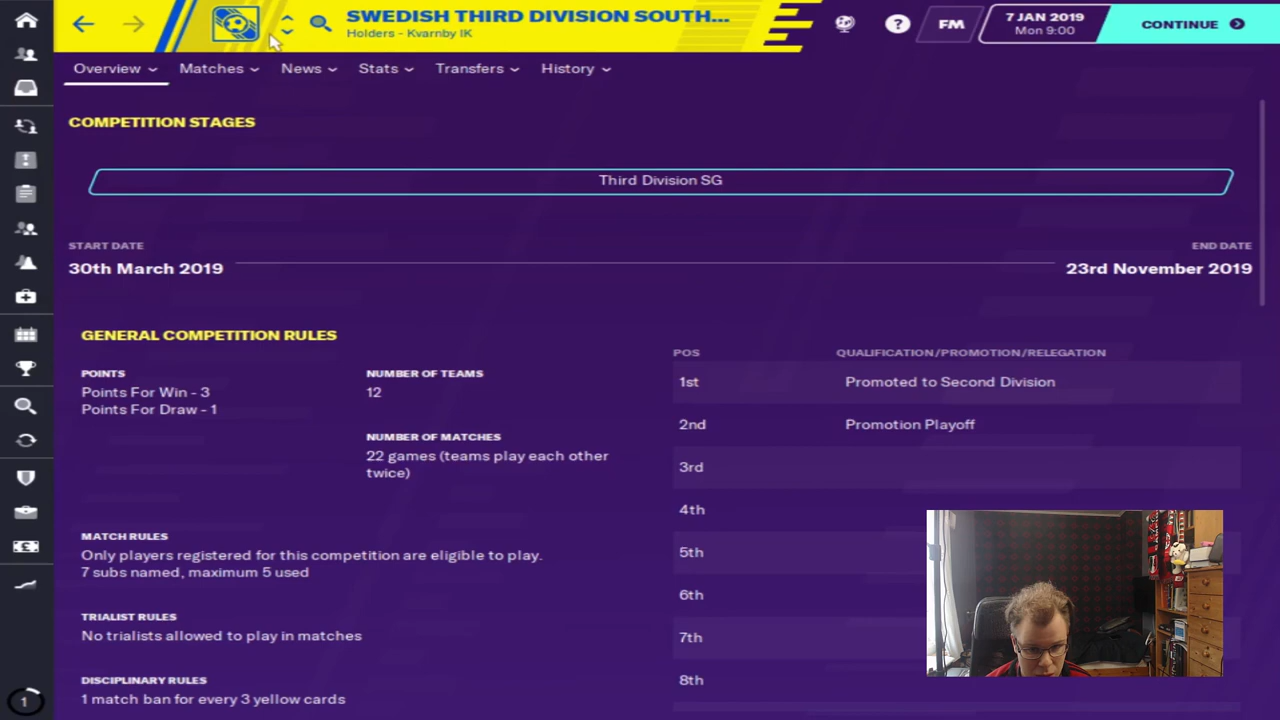 SWEDISH THIRD DIVISION SOUTH...
Holders - Kvarnby IK
?
FM
7 JAN 2019
Mon 9:00
CONTINUE
Overview
Matches
News
Stats
Transfers
History
COMPETITION STAGES
Third Division SG
START DATE
30th March 2019
END DATE
23rd November 2019
GENERAL COMPETITION RULES
POINTS
Points For Win - 3
Points For Draw - 1
NUMBER OF TEAMS
12
NUMBER OF MATCHES
22 games (teams play each other
twice)
MATCH RULES
Only players registered for this competition are eligible to play.
7 subs named, maximum 5 used
TRIALIST RULES
No trialists allowed to play in matches
DISCIPLINARY RULES
1 match ban for every 3 yellow cards
POS QUALIFICATION/PROMOTION/RELEGATION
1st Promoted to Second Division
2nd Promotion Playoff
3rd
4th
5th
6th
7th
8th
1